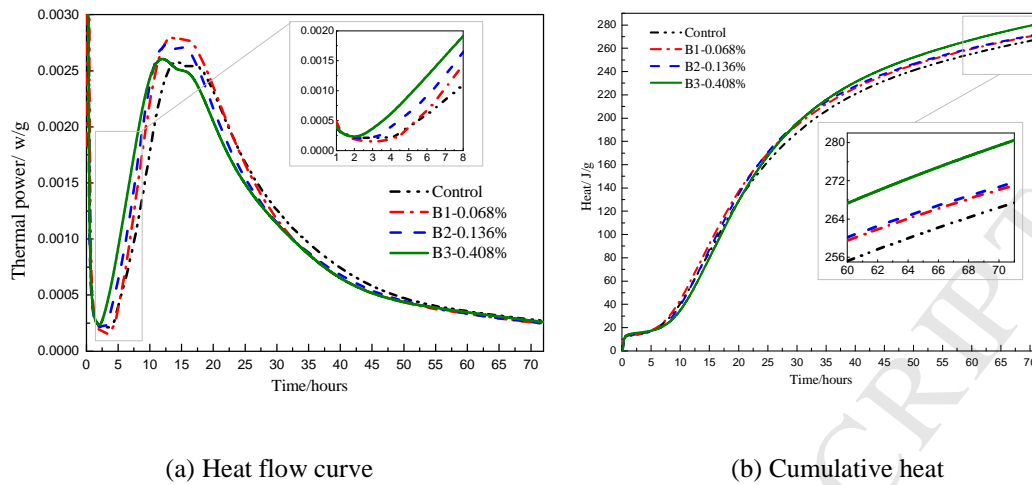 0.0030
0.0025
0.0020
0.0015
0.0010
0.0005
0.0000
Thermal power/ w/g
0 5 10 15 20 25 30 35 40 45 50 55 60 65 70
Time/hours
0.0020
0.0015
0.0010
0.0005
0.0000
1 2 3 4 5 6 7 8
Control
B1-0.068%
B2-0.136%
B3-0.408%
(a) Heat flow curve
280
260
240
220
200
180
160
140
120
100
80
60
40
20
0
Heat/ J/g
0 5 10 15 20 25 30 35 40 45 50 55 60 65 70
Time/hours
Control
B1-0.068%
B2-0.136%
B3-0.408%
280
272
264
256
60 62 64 66 68 70
(b) Cumulative heat
CRIPT